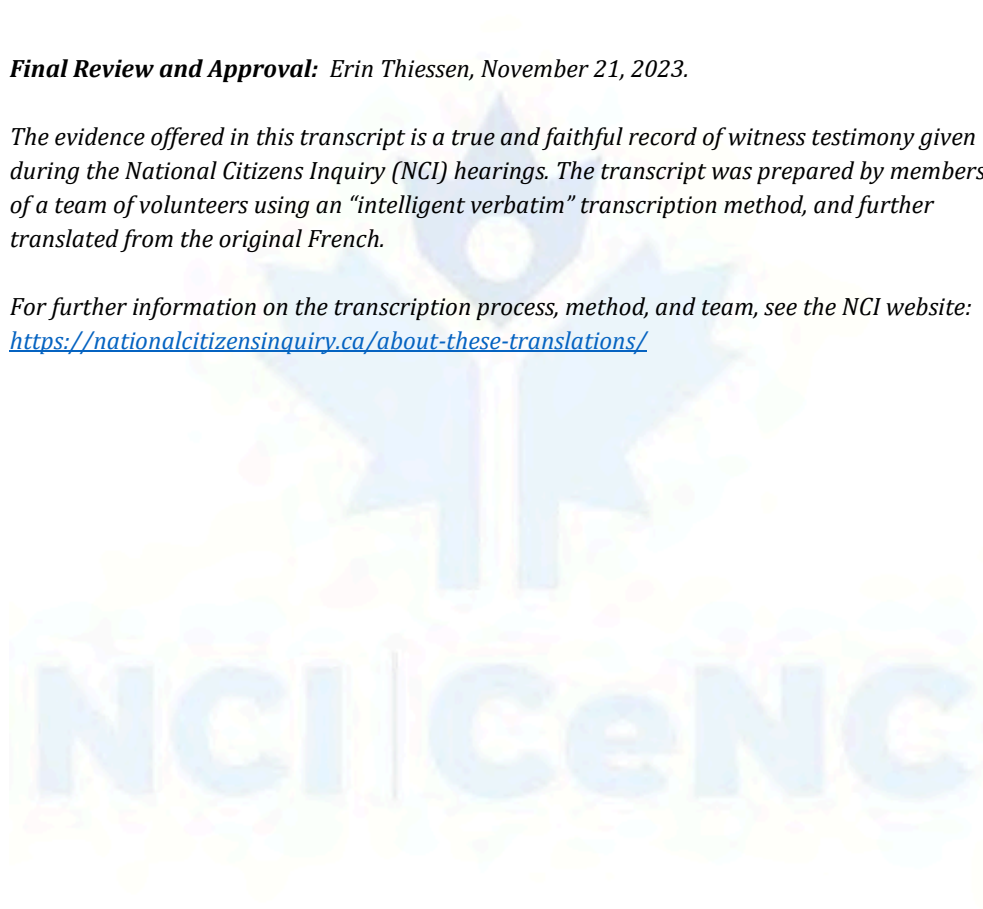 Final Review and Approval: Erin Thiessen, November 21, 2023.
The evidence offered in this transcript is a true and faithful record of witness testimony given
during the National Citizens Inquiry (NCI) hearings. The transcript was prepared by members
of a team of volunteers using an “intelligent verbatim” transcription method, and further
translated from the original French.
For further information on the transcription process, method, and team, see the NCI website:
https://nationalcitizensinquiry.ca/about-these-translations/
NCI | CeNC